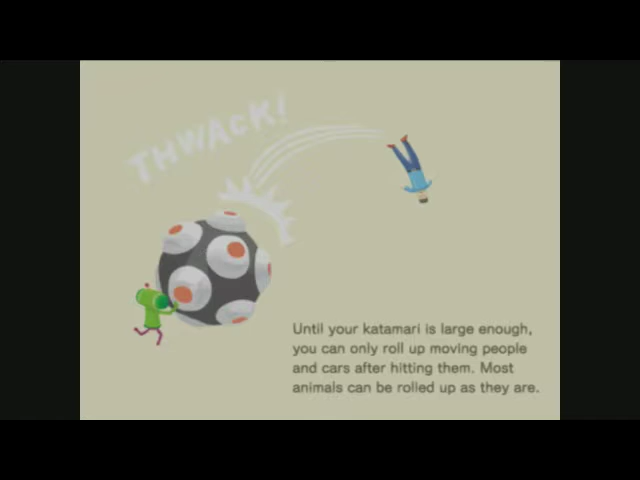 THWACK!
Until your katamari is large enough,
you can only roll up moving people
and cars after hitting them. Most
animals can be rolled up as they are.